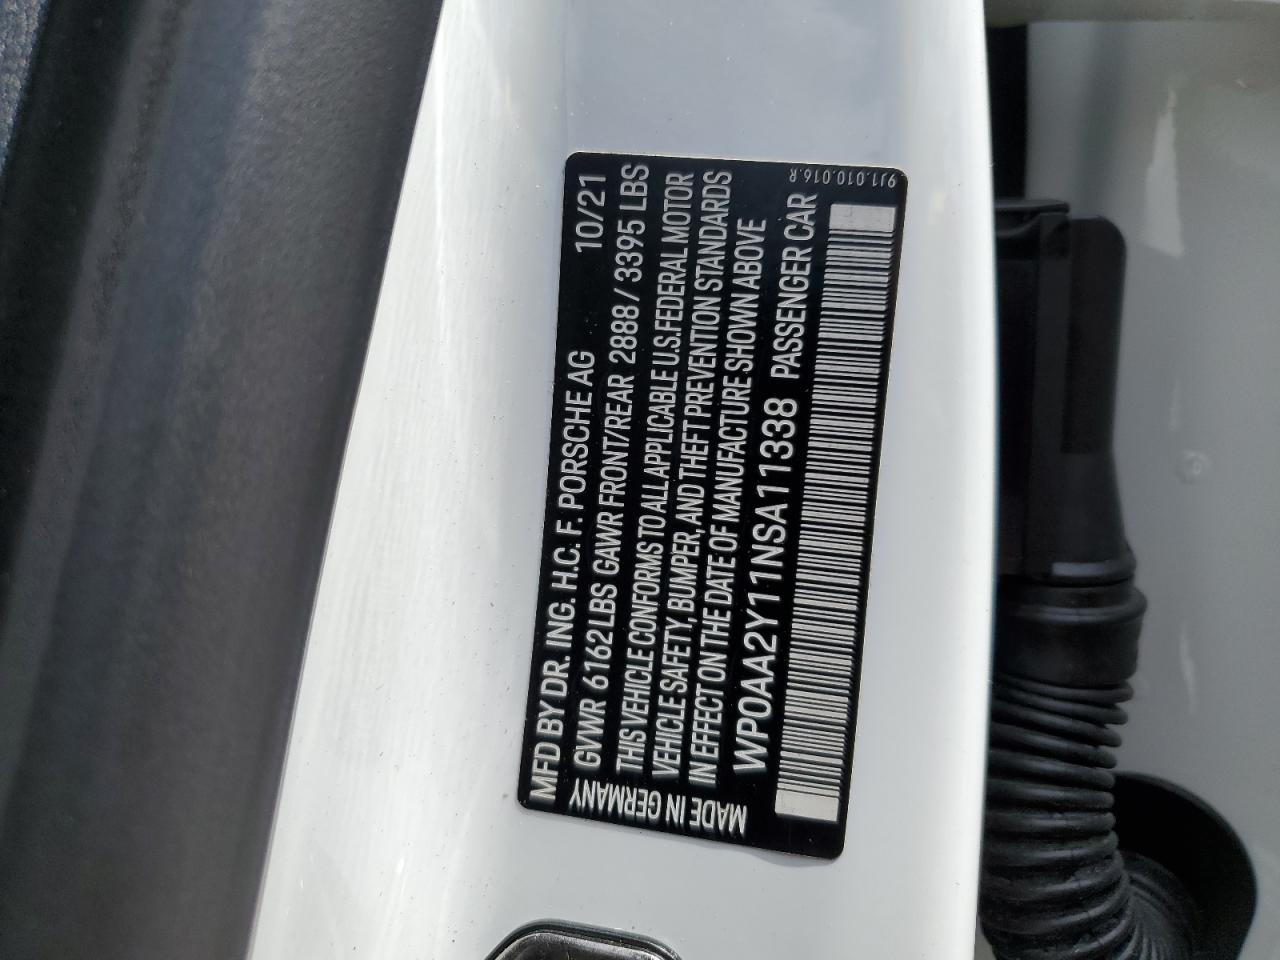 MFD BY DR. ING. H.C. F. PORSCHE AG 10/21
GVWR 6162 LBS GAWR FRONT/REAR 2888 / 3395 LBS
THIS VEHICLE CONFORMS TO ALL APPLICABLE U.S. FEDERAL MOTOR
VEHICLE SAFETY, BUMPER, AND THEFT PREVENTION STANDARDS
IN EFFECT ON THE DATE OF MANUFACTURE SHOWN ABOVE
WP0AA2Y11NSA11338 PASSENGER CAR
MADE IN GERMANY
9J1.010.016.R